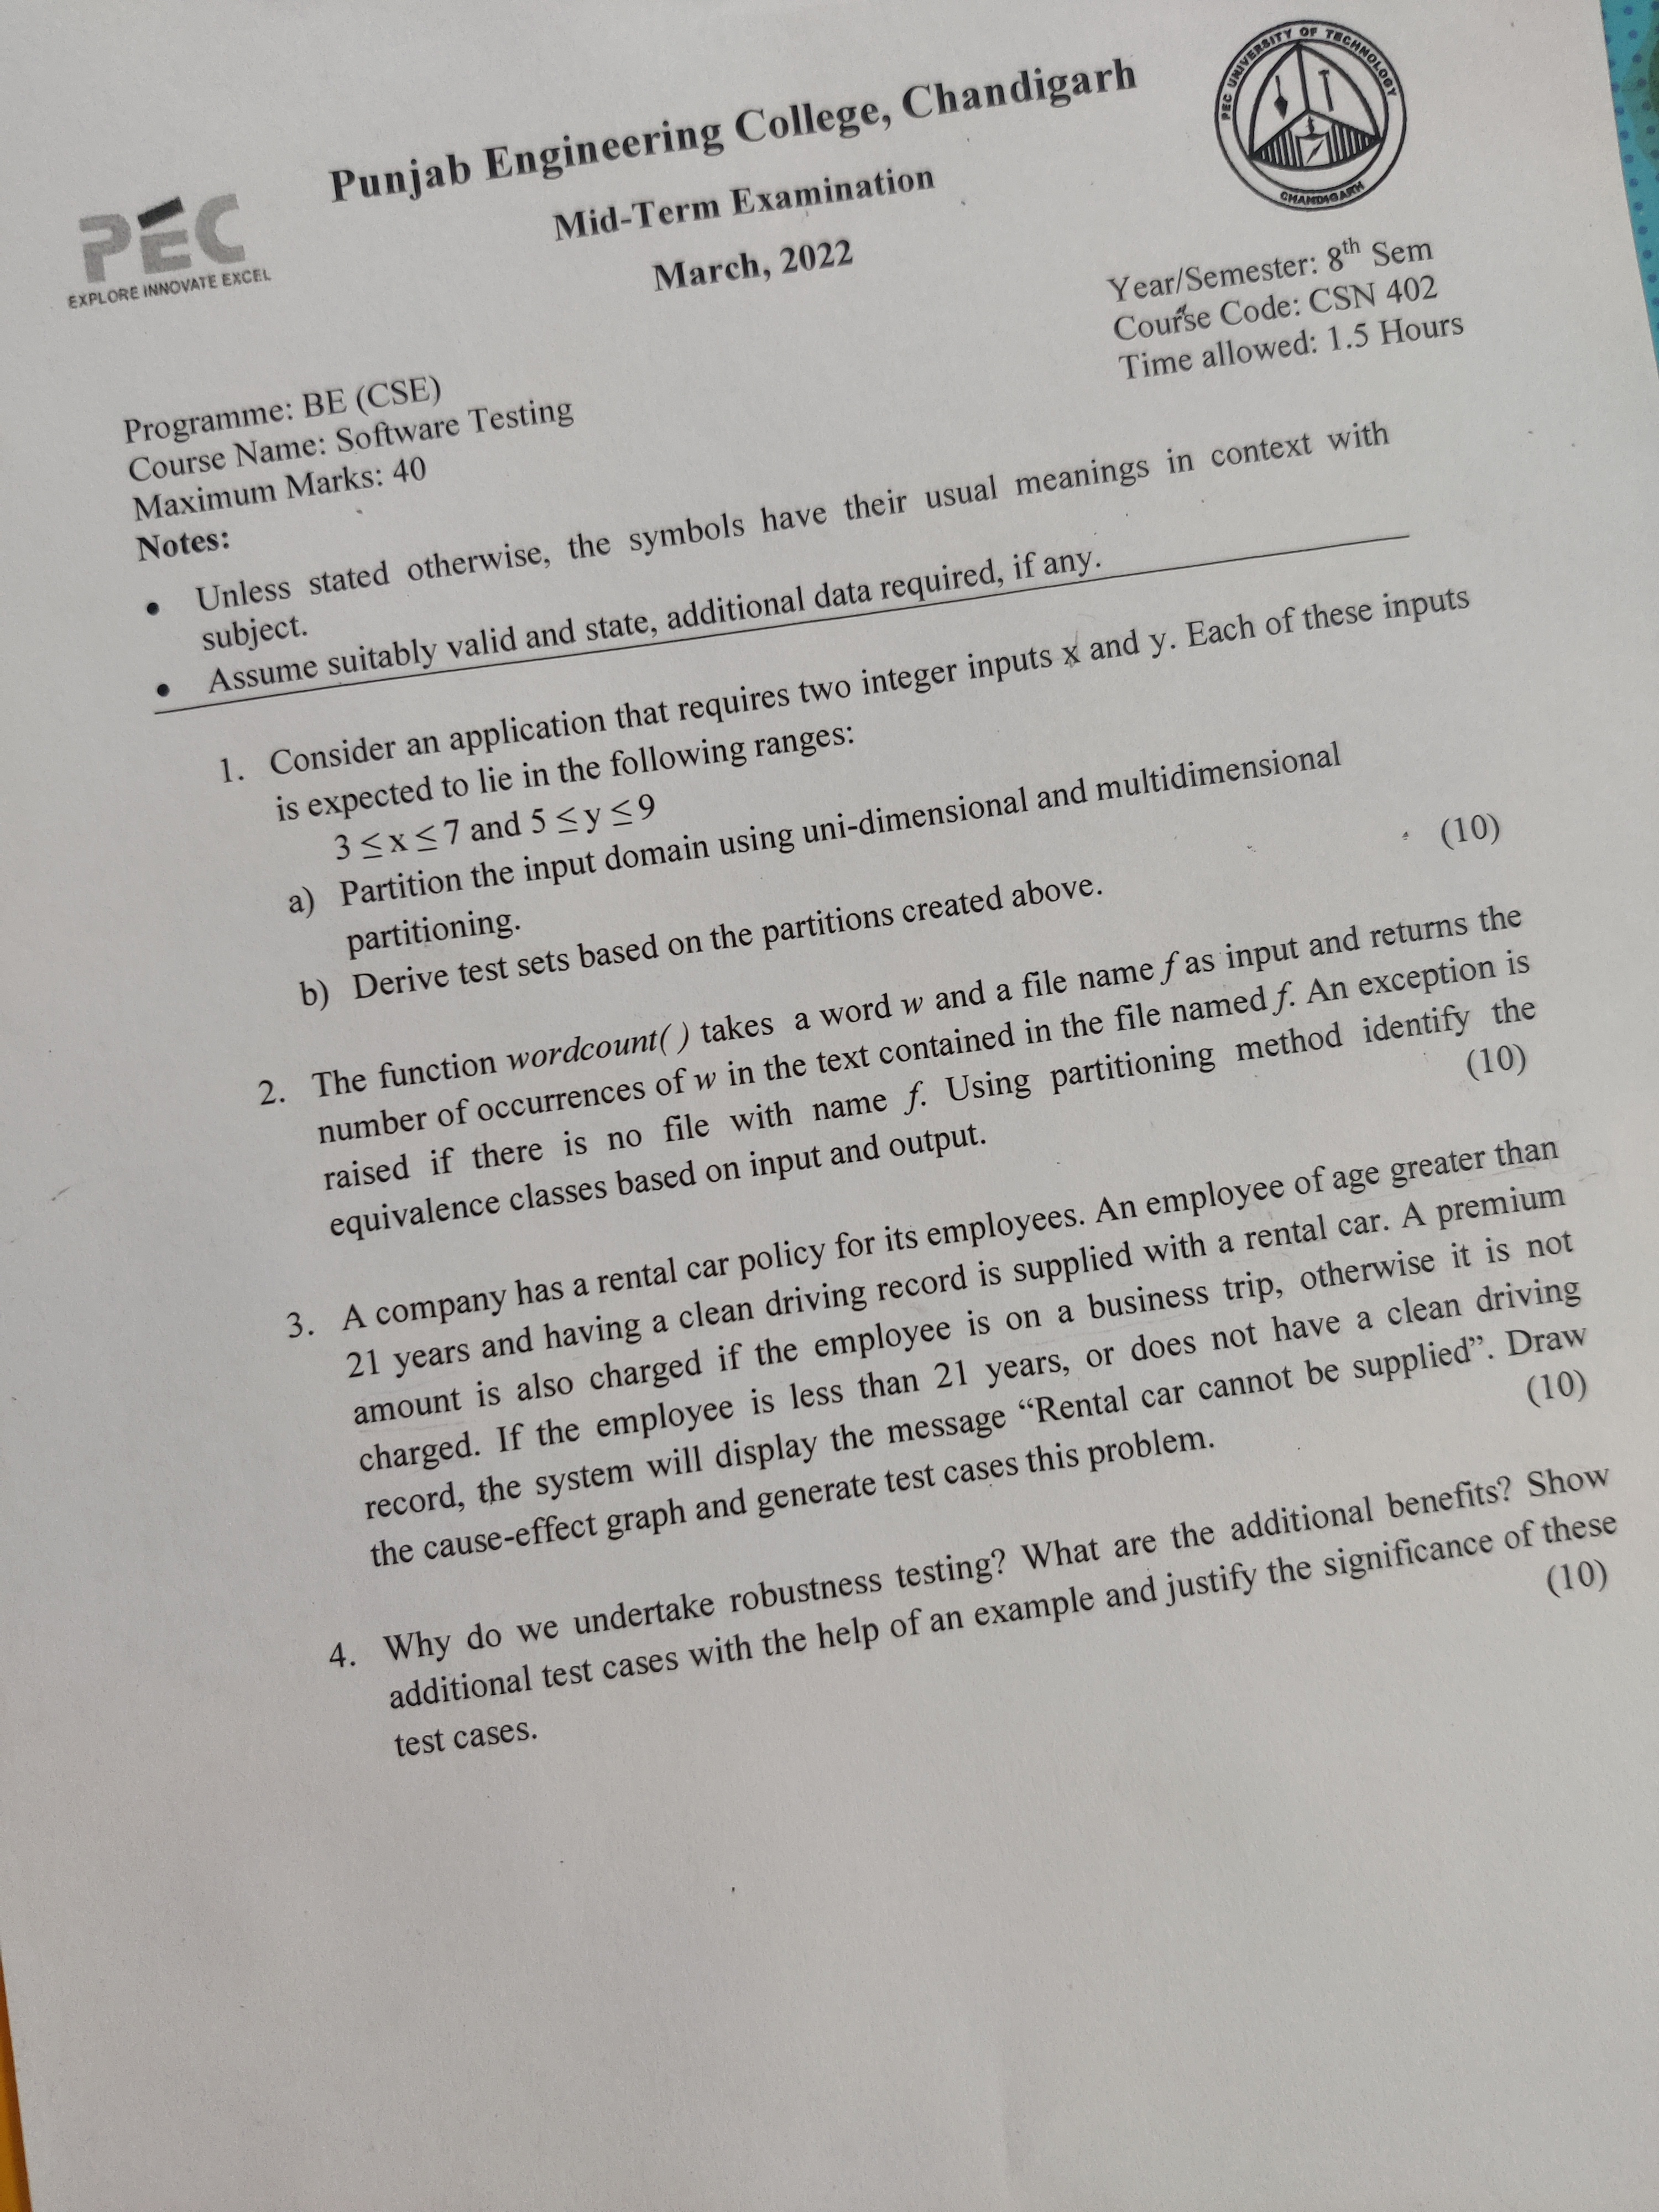 PEC UNIVERSITY OF TECHNOLOGY
CHANDIGARH
PEC
EXPLORE INNOVATE EXCEL
Punjab Engineering College, Chandigarh
Mid-Term Examination
March, 2022
Year/Semester: 8th Sem
Course Code: CSN 402
Time allowed: 1.5 Hours
Programme: BE (CSE)
Course Name: Software Testing
Maximum Marks: 40
Notes:
• Unless stated otherwise, the symbols have their usual meanings in context with
subject.
• Assume suitably valid and state, additional data required, if any.
1. Consider an application that requires two integer inputs x and y. Each of these inputs
is expected to lie in the following ranges:
3 ≤ x ≤ 7 and 5 ≤ y ≤ 9
a) Partition the input domain using uni-dimensional and multidimensional
partitioning. (10)
b) Derive test sets based on the partitions created above.
2. The function wordcount( ) takes a word w and a file name f as input and returns the
number of occurrences of w in the text contained in the file named f. An exception is
raised if there is no file with name f. Using partitioning method identify the
equivalence classes based on input and output. (10)
3. A company has a rental car policy for its employees. An employee of age greater than
21 years and having a clean driving record is supplied with a rental car. A premium
amount is also charged if the employee is on a business trip, otherwise it is not
charged. If the employee is less than 21 years, or does not have a clean driving
record, the system will display the message “Rental car cannot be supplied”. Draw
the cause-effect graph and generate test cases this problem. (10)
4. Why do we undertake robustness testing? What are the additional benefits? Show
additional test cases with the help of an example and justify the significance of these
test cases. (10)